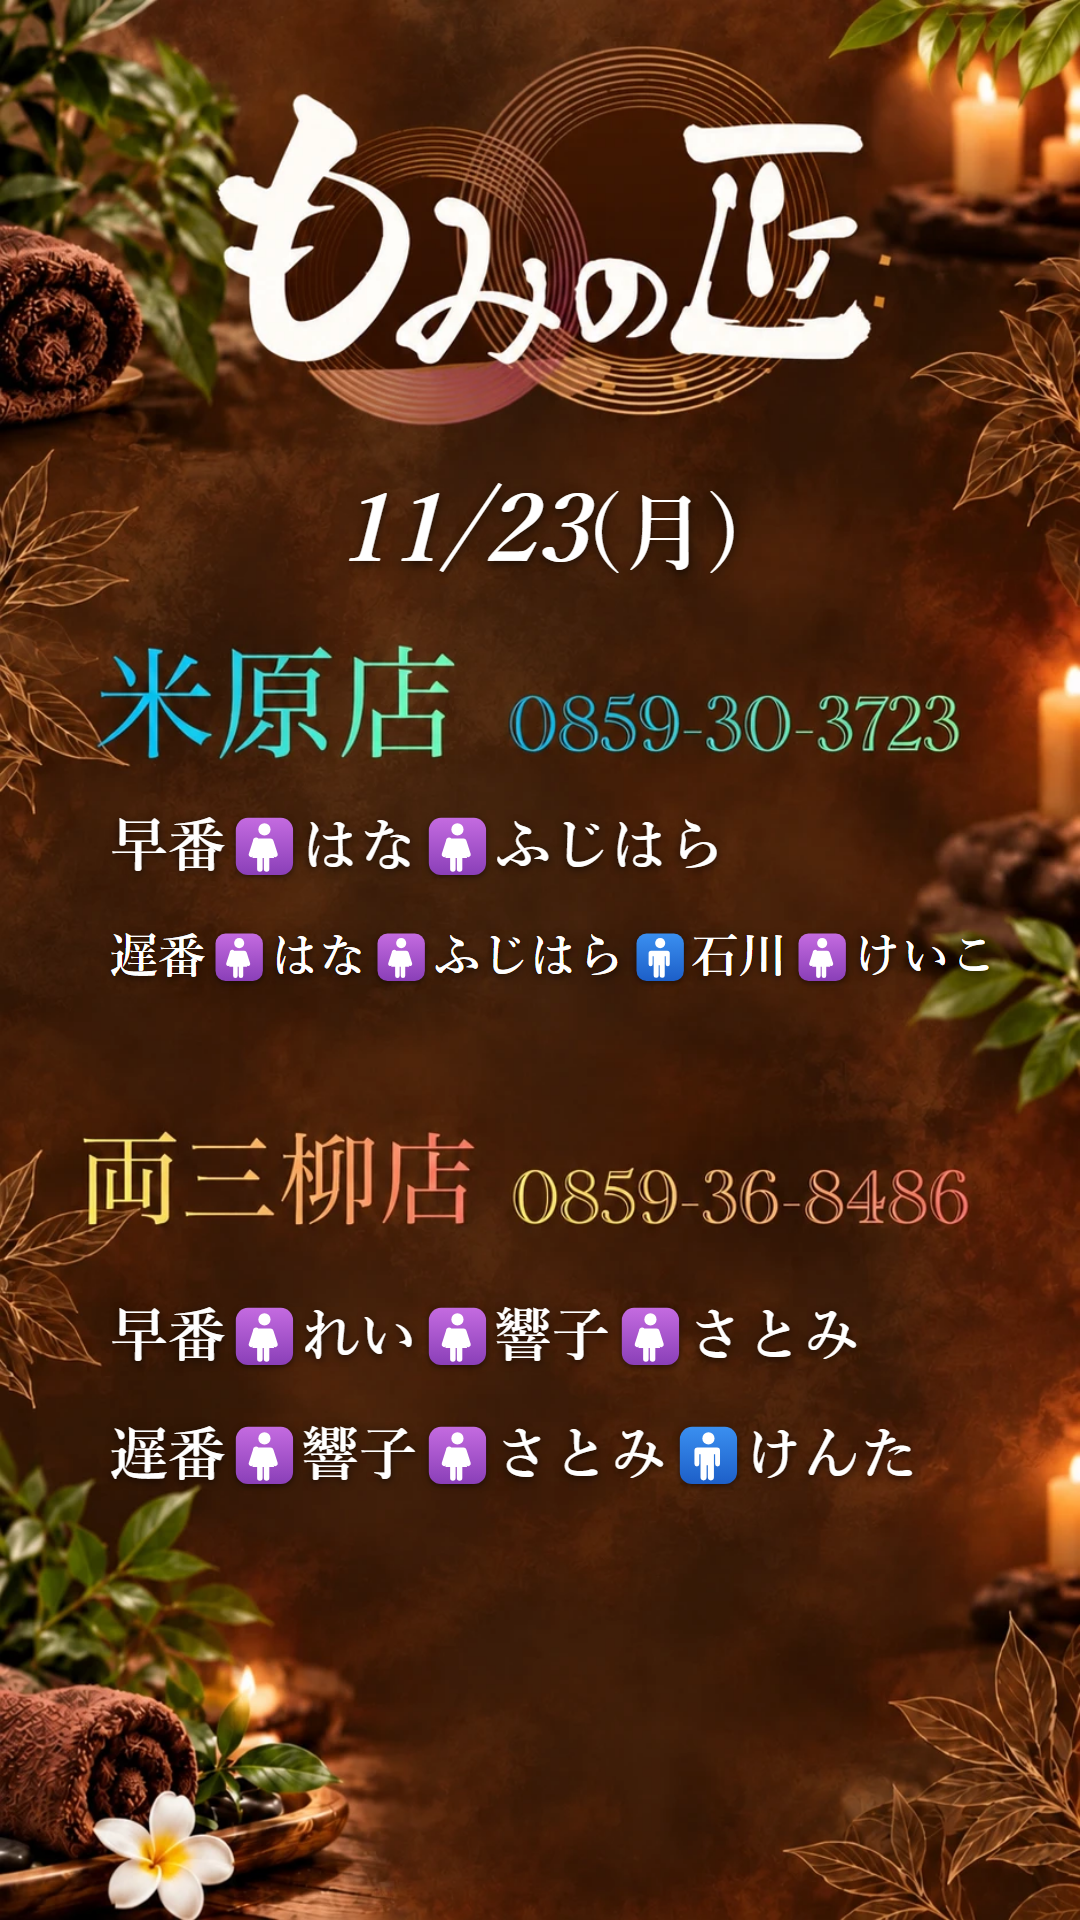 もみの匠
11/23(月)
米原店 0859-30-3723
早番🚺はな🚺ふじはら
遅番🚺はな🚺ふじはら🚹石川🚺けいこ
両三柳店 0859-36-8486
早番🚺れい🚺響子🚺さとみ
遅番🚺響子🚺さとみ🚹けんた